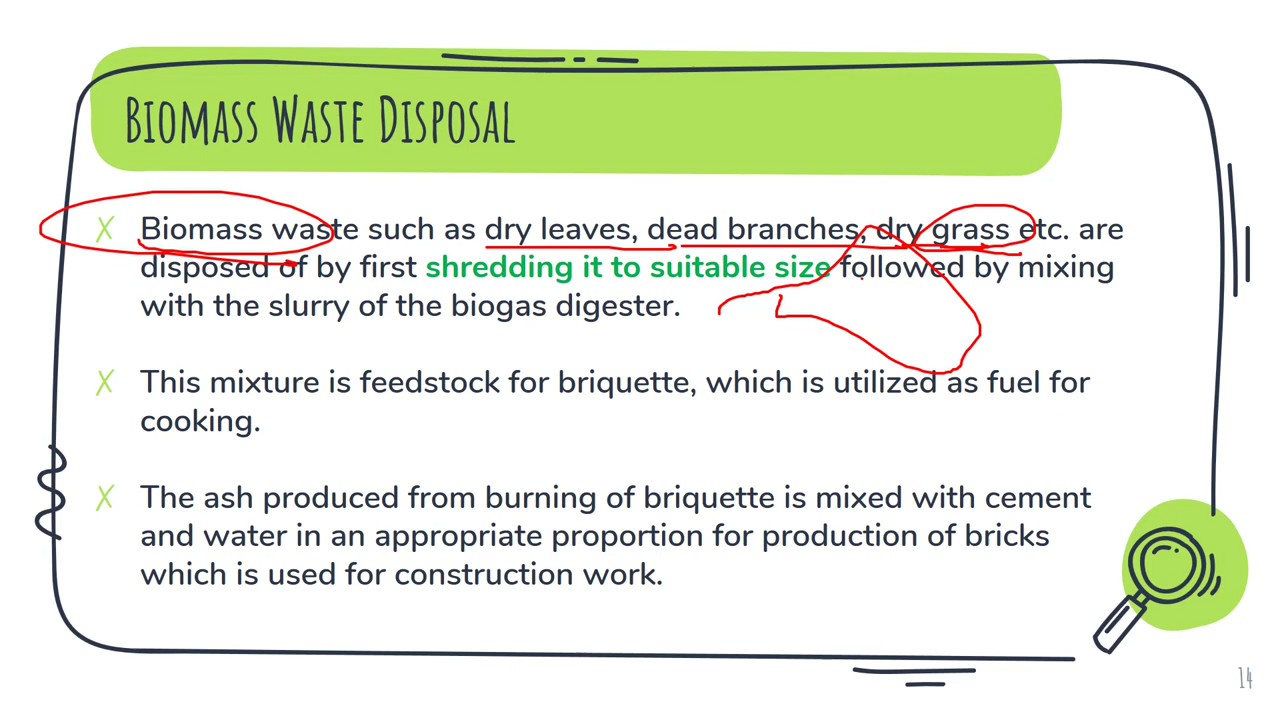 Biomass Waste Disposal
X Biomass waste such as dry leaves, dead branches, dry grass etc. are
disposed of by first shredding it to suitable size followed by mixing
with the slurry of the biogas digester.
X This mixture is feedstock for briquette, which is utilized as fuel for
cooking.
X The ash produced from burning of briquette is mixed with cement
and water in an appropriate proportion for production of bricks
which is used for construction work.
14